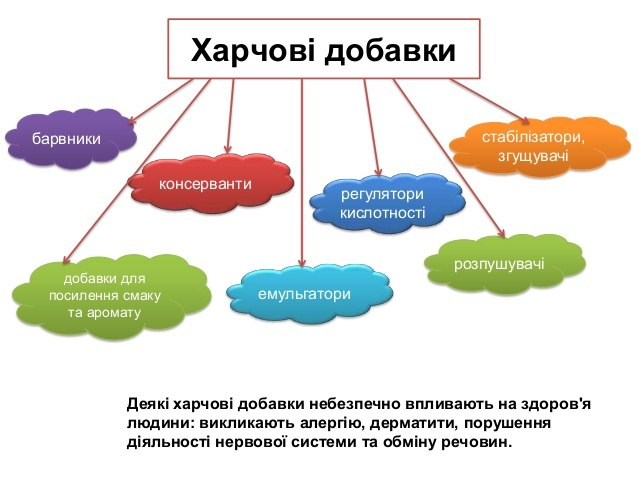 Харчові добавки
барвники
стабілізатори,
згущувачі
консерванти
регулятори
кислотності
розпушувачі
добавки для
посилення смаку
та аромату
емульгатори
Деякі харчові добавки небезпечно впливають на здоров'я
людини: викликають алергію, дерматити, порушення
діяльності нервової системи та обміну речовин.